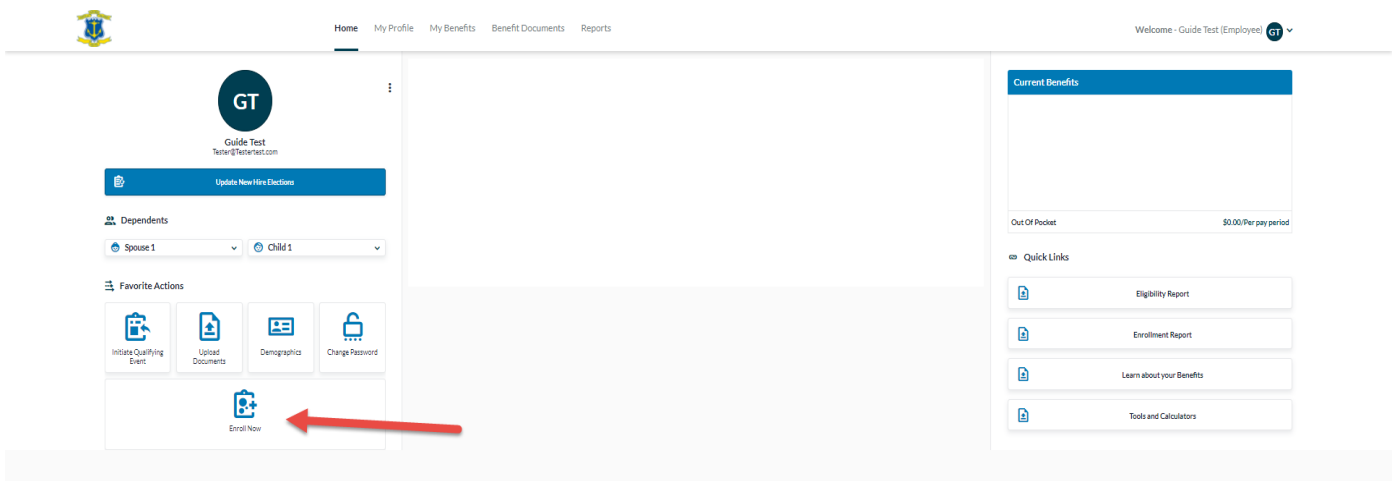 Home My Profile My Benefits Benefit Documents Reports
Welcome - Guide Test (Employee) GT
GT
Guide Test
Tester@Testertest.com
Update New Hire Elections
Dependents
Spouse 1
Child 1
Favorite Actions
Initiate Qualifying
Event
Upload
Documents
Demographics
Change Password
Enroll Now
Current Benefits
Out Of Pocket $0.00/Per pay period
Quick Links
Eligibility Report
Enrollment Report
Learn about your Benefits
Tools and Calculators